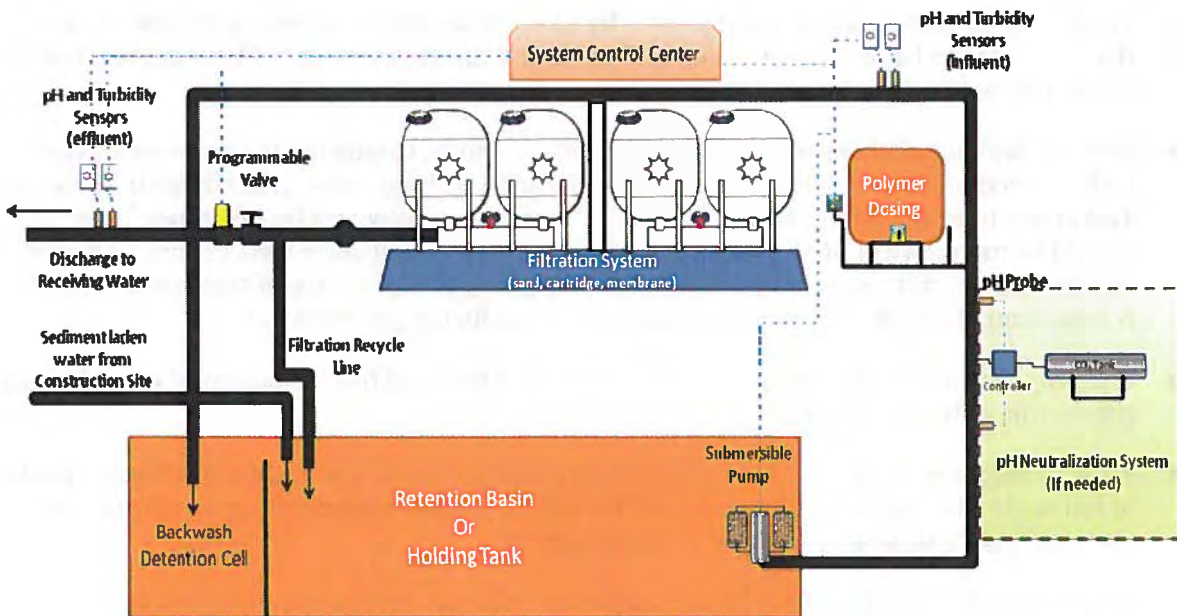 System Control Center
pH and Turbidity
Sensors
(Influent)
pH and Turbidity
Sensors
(effluent)
Programmable
Valve
Polymer
Dosing
Discharge to
Receiving Water
Filtration System
(sand, cartridge, membrane)
pH Probe
Sediment laden
water from
Construction Site
Filtration Recycle
Line
Controller
Submersible
Pump
pH Neutralization System
(If needed)
Retention Basin
Or
Holding Tank
Backwash
Detention Cell